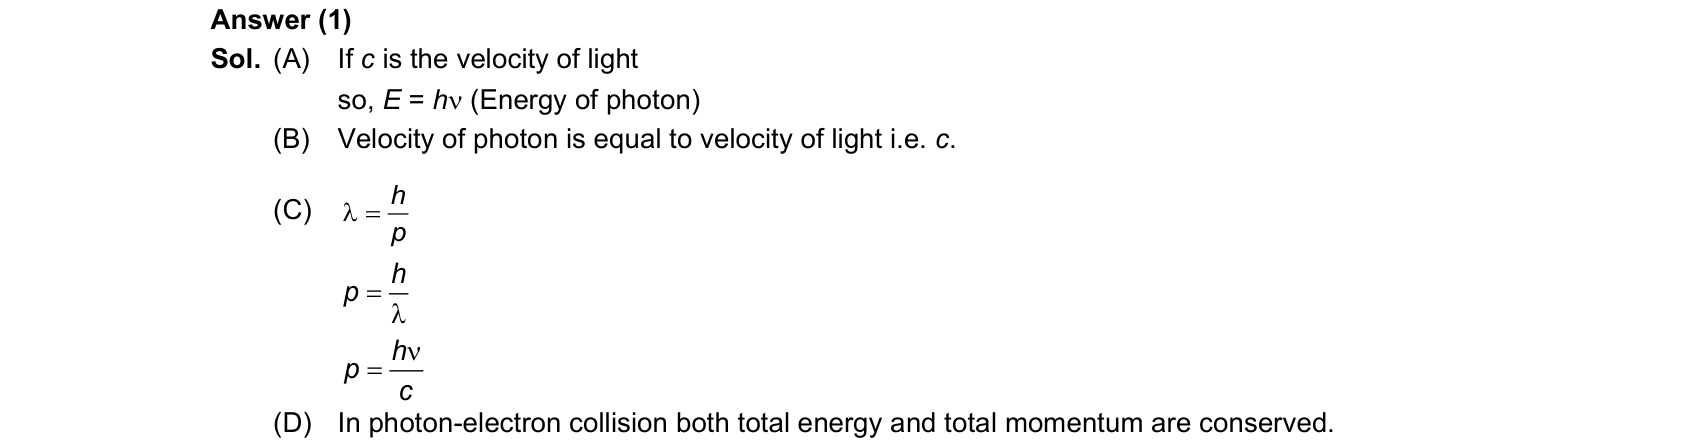 Answer (1)
Sol. (A) If c is the velocity of light
so, E = hν (Energy of photon)
(B) Velocity of photon is equal to velocity of light i.e. c.
(C) λ = h/p
p = h/λ
p = hν/c
(D) In photon-electron collision both total energy and total momentum are conserved.